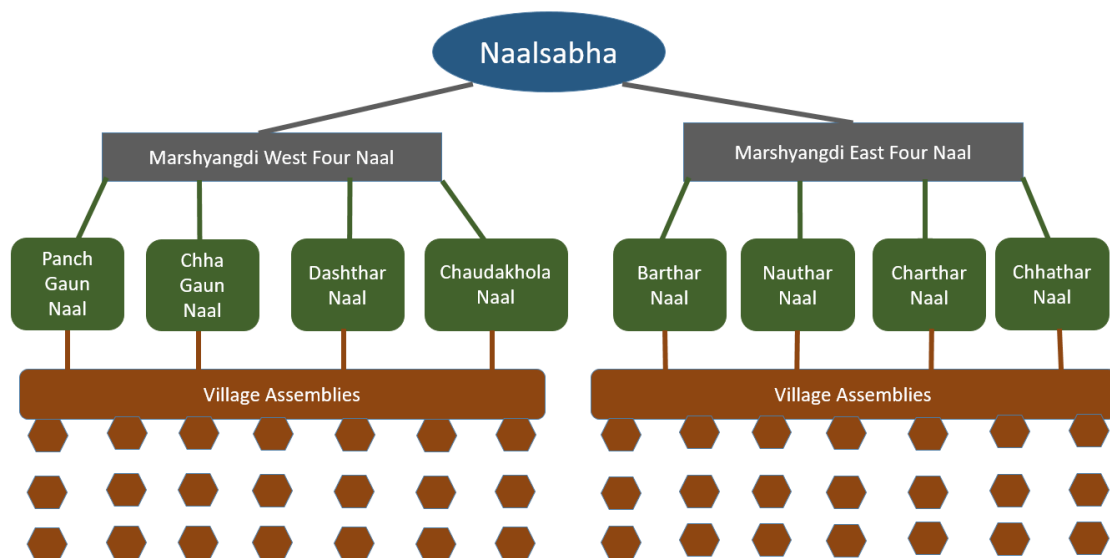 Naalsabha
Marshyangdi West Four Naal
Marshyangdi East Four Naal
Panch
Gaun
Naal
Chha
Gaun
Naal
Dashthar
Naal
Chaudakhola
Naal
Barthar
Naal
Nauthar
Naal
Charthar
Naal
Chhathar
Naal
Village Assemblies
Village Assemblies